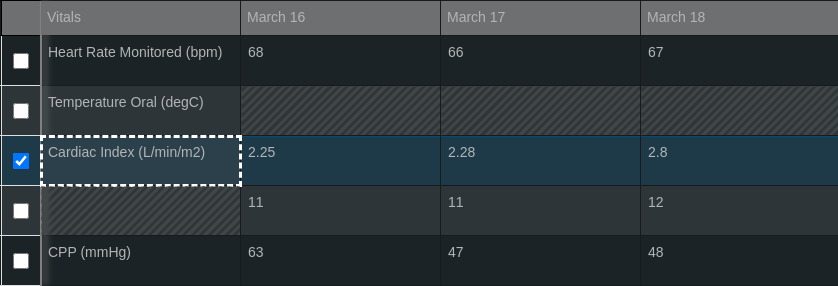 Vitals March 16 March 17 March 18
Heart Rate Monitored (bpm) 68 66 67
Temperature Oral (degC)
Cardiac Index (L/min/m2) 2.25 2.28 2.8
11 11 12
CPP (mmHg) 63 47 48